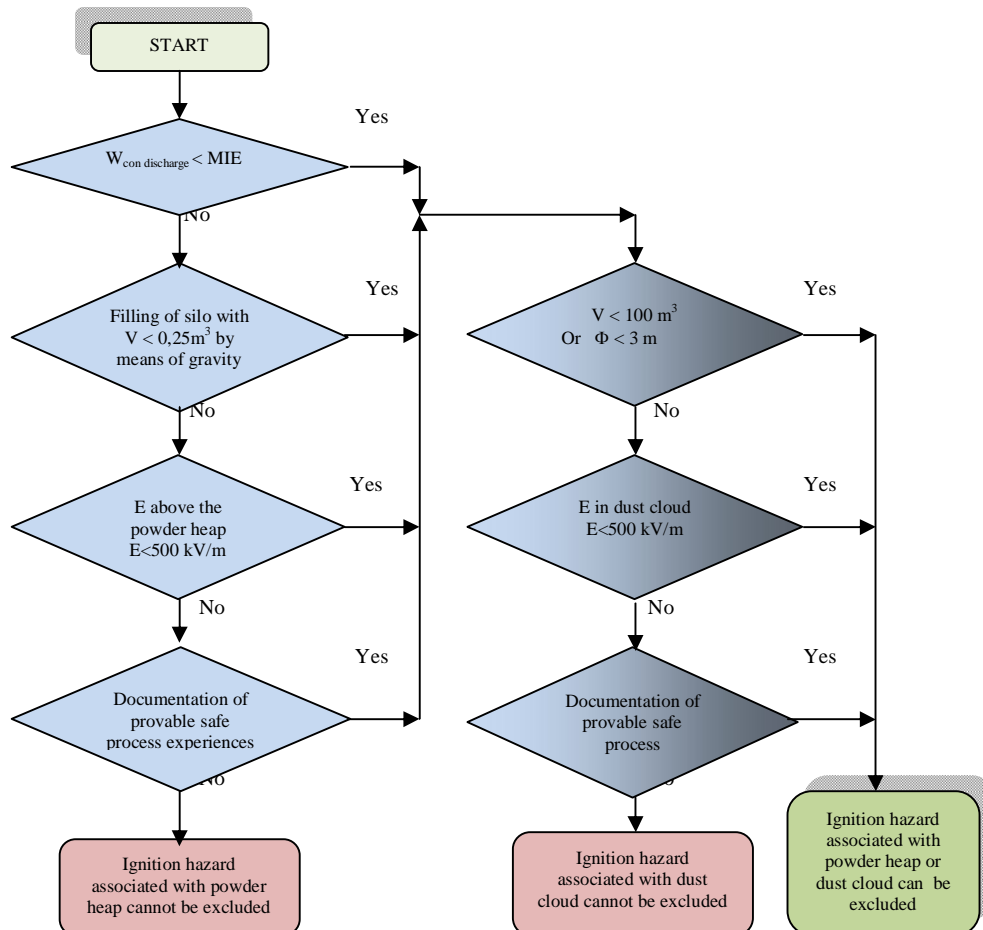 START
Yes
W con discharge < MIE
No
Yes
Filling of silo with
V < 0,25m³ by
means of gravity
No
Yes
E above the
powder heap
E<500 kV/m
No
Yes
Documentation of
provable safe
process experiences
No
Ignition hazard
associated with powder
heap cannot be excluded
Yes
V < 100 m³
Or Φ < 3 m
No
Yes
E in dust cloud
E<500 kV/m
No
Yes
Documentation of
provable safe
process
Ignition hazard
associated with dust
cloud cannot be excluded
Ignition hazard
associated with
powder heap or
dust cloud can be
excluded